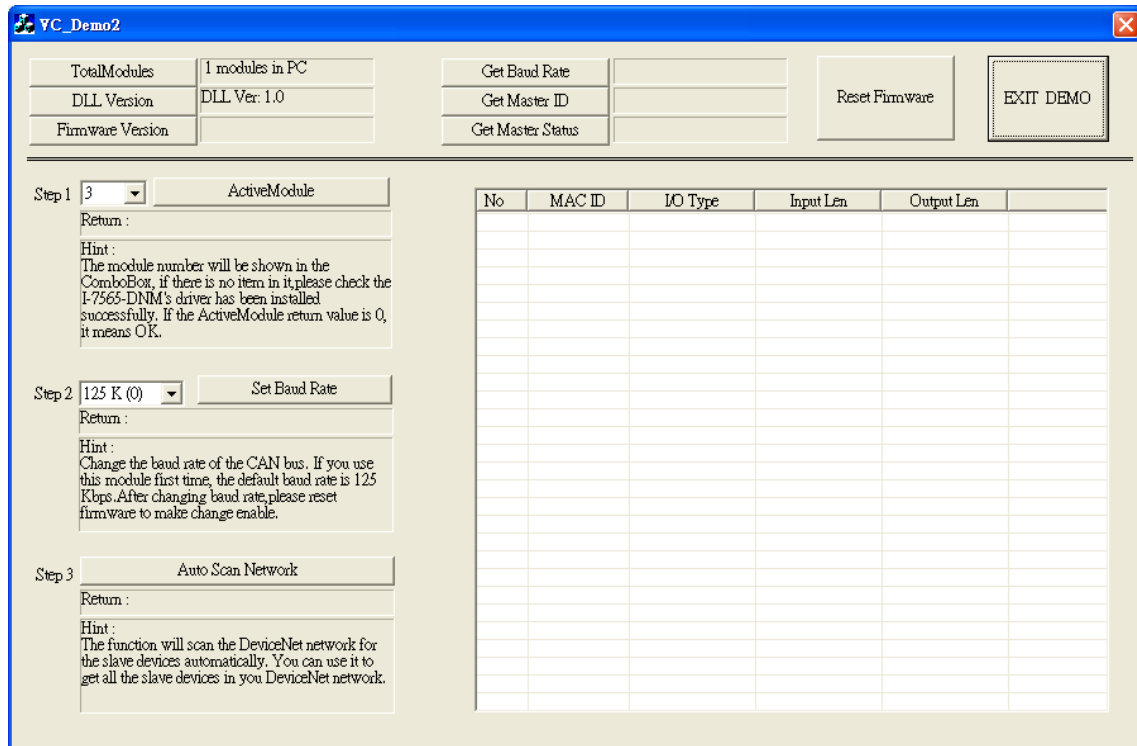 VC_Demo2
TotalModules
1 modules in PC
Get Baud Rate
Reset Firmware
EXIT DEMO
DLL Version
DLL Ver: 1.0
Get Master ID
Firmware Version
Get Master Status
Step 1
3
ActiveModule
Return :
Hint :
The module number will be shown in the
ComboBox, if there is no item in it,please check the
I-7565-DNM's driver has been installed
successfully. If the ActiveModule return value is 0,
it means OK.
Step 2
125 K (0)
Set Baud Rate
Return :
Hint :
Change the baud rate of the CAN bus. If you use
this module first time, the default baud rate is 125
Kbps.After changing baud rate,please reset
firmware to make change enable.
Step 3
Auto Scan Network
Return :
Hint :
The function will scan the DeviceNet network for
the slave devices automatically. You can use it to
get all the slave devices in you DeviceNet network.
No
MAC ID
I/O Type
Input Len
Output Len